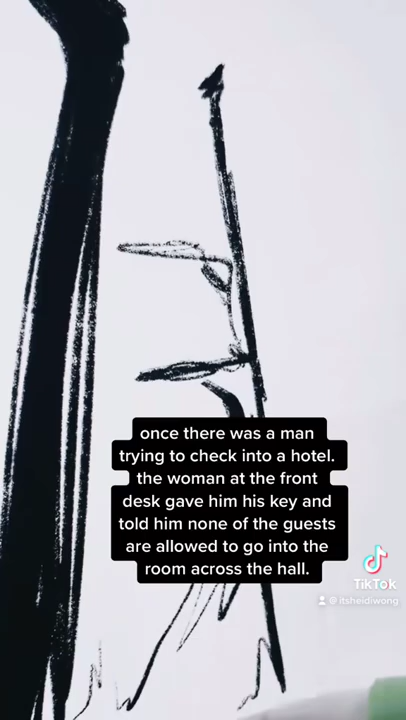 once there was a man
trying to check into a hotel.
the woman at the front
desk gave him his key and
told him none of the guests
are allowed to go into the
room across the hall.
TikTok
@itsheidiwong